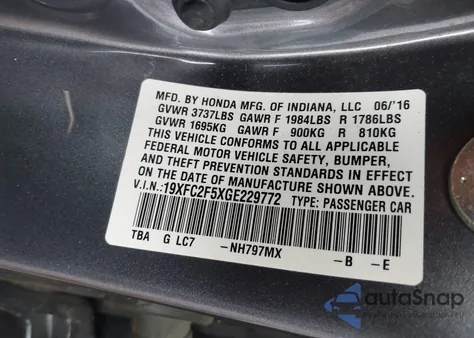 MFD. BY HONDA MFG. OF INDIANA, LLC 06/'16
GVWR 3737LBS GAWR F 1984LBS R 1786LBS
GVWR 1695KG GAWR F 900KG R 810KG
THIS VEHICLE CONFORMS TO ALL APPLICABLE
FEDERAL MOTOR VEHICLE SAFETY, BUMPER,
AND THEFT PREVENTION STANDARDS IN EFFECT
ON THE DATE OF MANUFACTURE SHOWN ABOVE.
V.I.N.: 19XFC2F5XGE229772 TYPE: PASSENGER CAR
TBA G LC7 -NH797MX -B -E
autoSnap